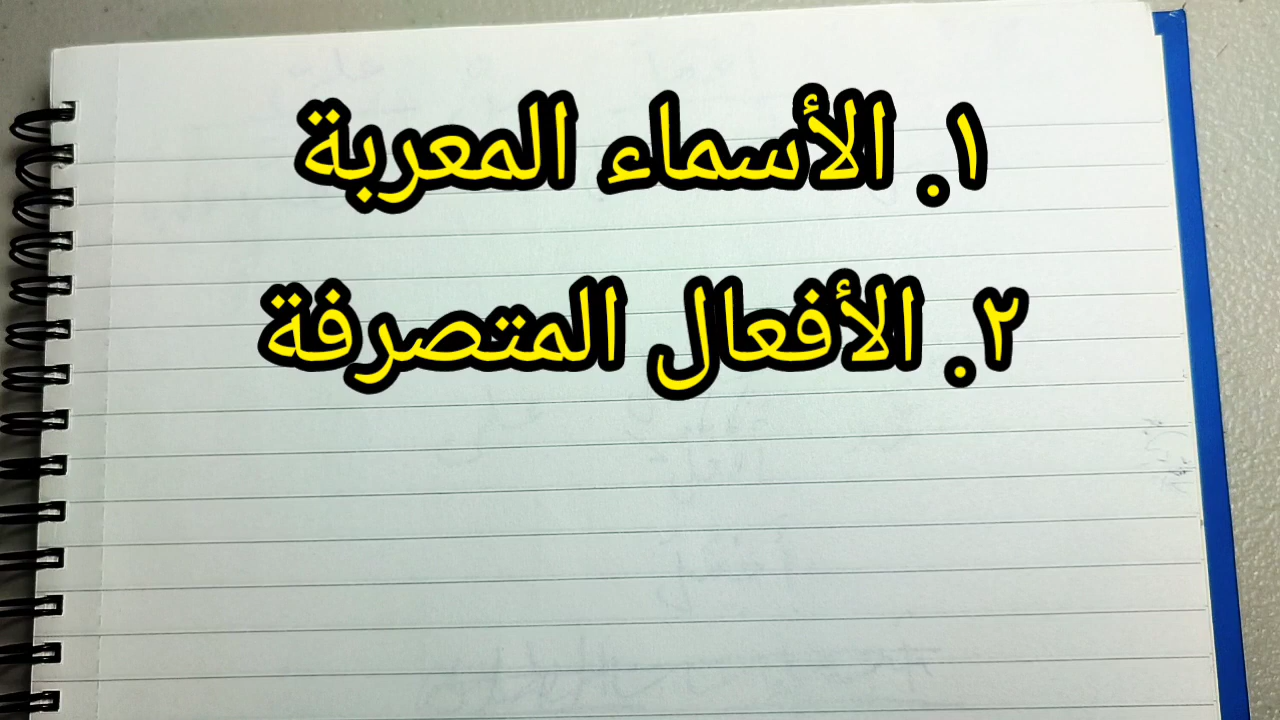 ١. الأسماء المعربة
٢. الأفعال المتصرفة